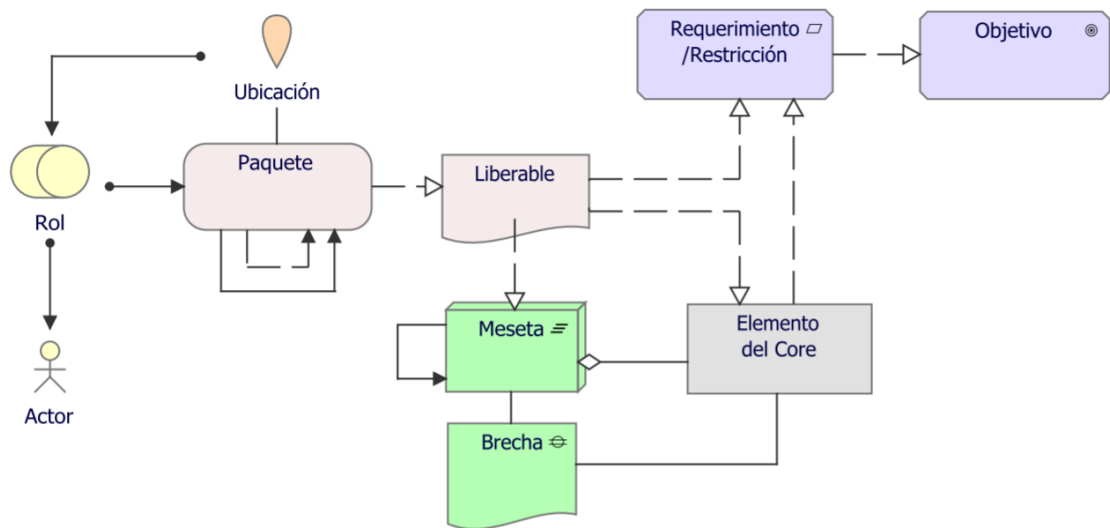 Requerimiento
/Restricción
Objetivo
Ubicación
Paquete
Liberable
Rol
Meseta
Elemento
del Core
Actor
Brecha